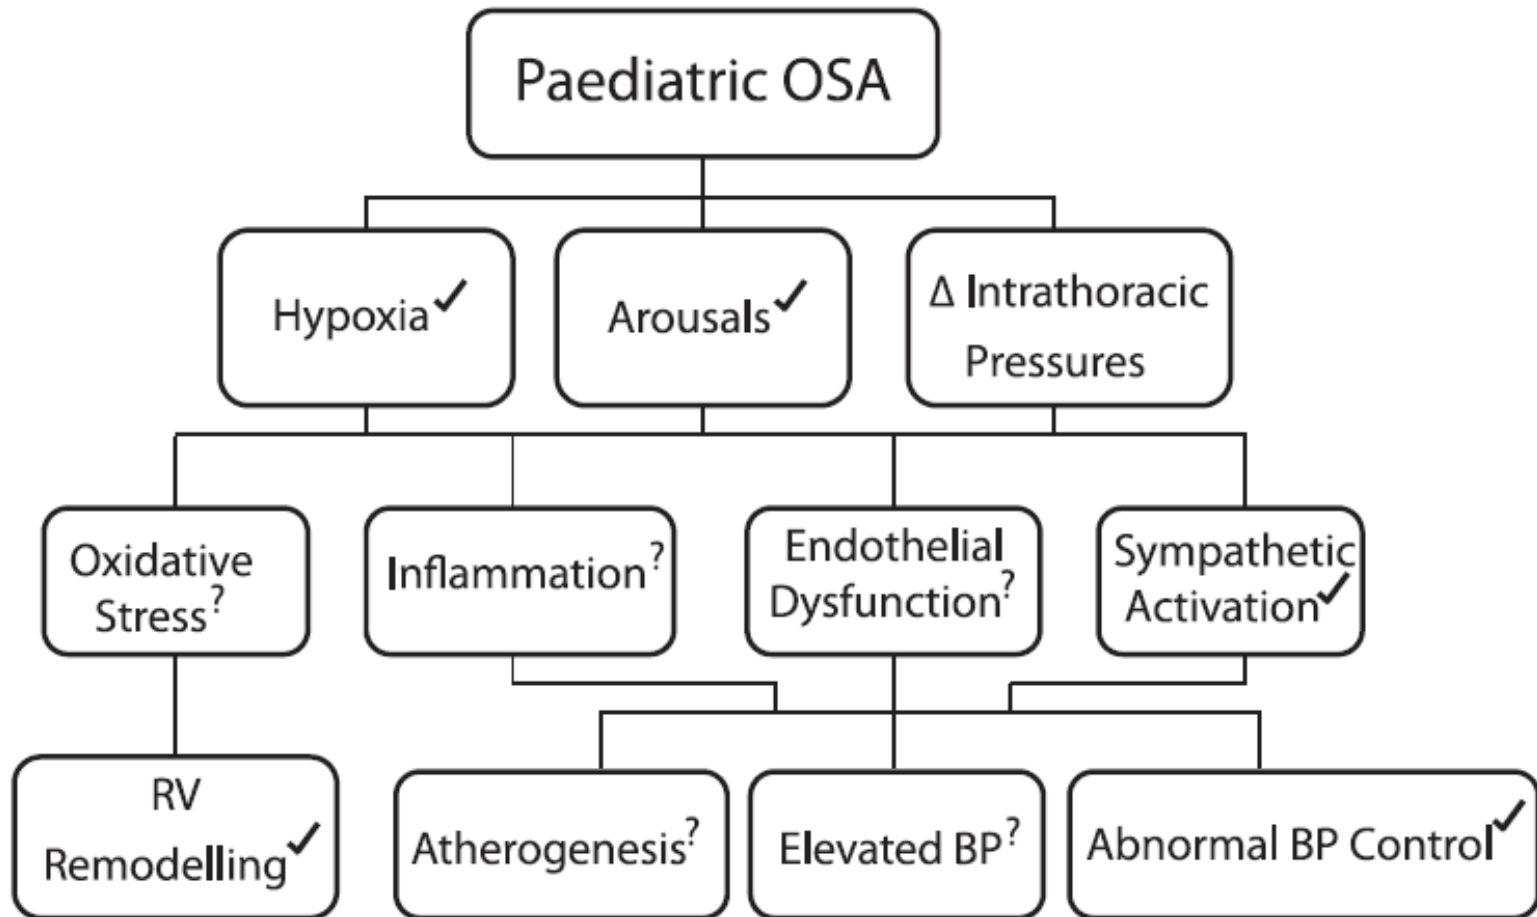 Paediatric OSA
Hypoxia ✓
Arousals ✓
Δ Intrathoracic
Pressures
Oxidative
Stress?
Inflammation?
Endothelial
Dysfunction?
Sympathetic
Activation ✓
RV
Remodelling ✓
Atherogenesis?
Elevated BP?
Abnormal BP Control ✓